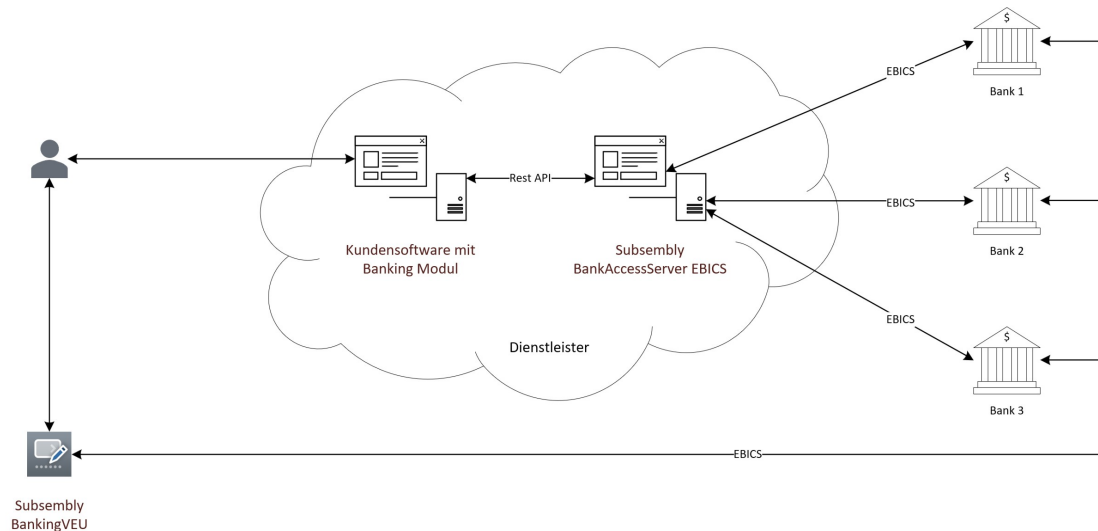 $
EBICS
Bank 1
Rest API
$
EBICS
Bank 2
Kundensoftware mit
Banking Modul
Subsembly
BankAccessServer EBICS
EBICS
$
Dienstleister
Bank 3
EBICS
Subsembly
BankingVEU